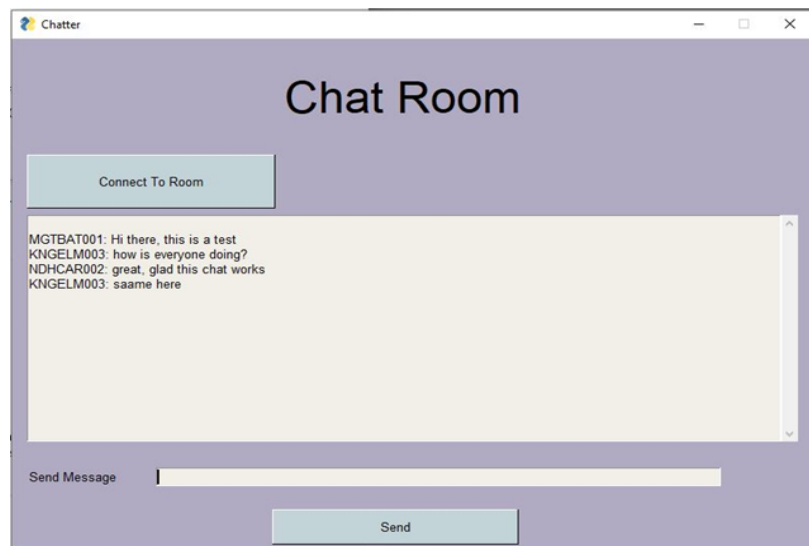 Chatter
Chat Room
Connect To Room
MGTBAT001: Hi there, this is a test
KNGELM003: how is everyone doing?
NDHCAR002: great, glad this chat works
KNGELM003: saame here
Send Message
Send